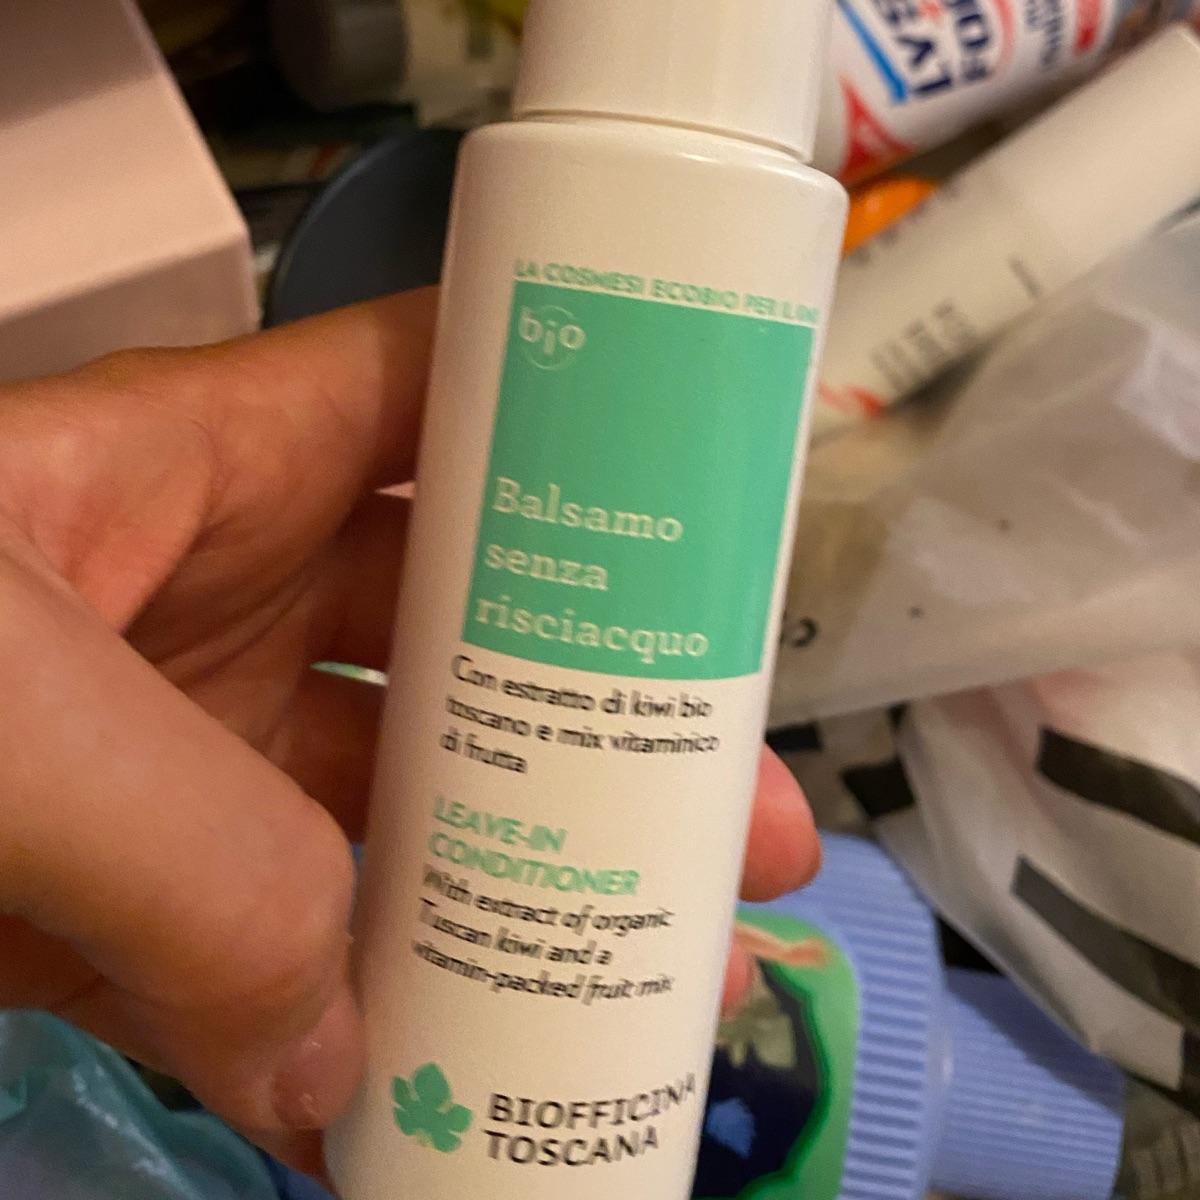 LA COSMESI ECOBIO PER IL
bio
Balsamo
senza
risciacquo
Con estratto di kiwi bio
toscano e mix vitaminico
di frutta
LEAVE-IN
CONDITIONER
With extract of organic
Tuscan kiwi and a
vitamin-packed fruit mix
BIOFFICINA
TOSCANA